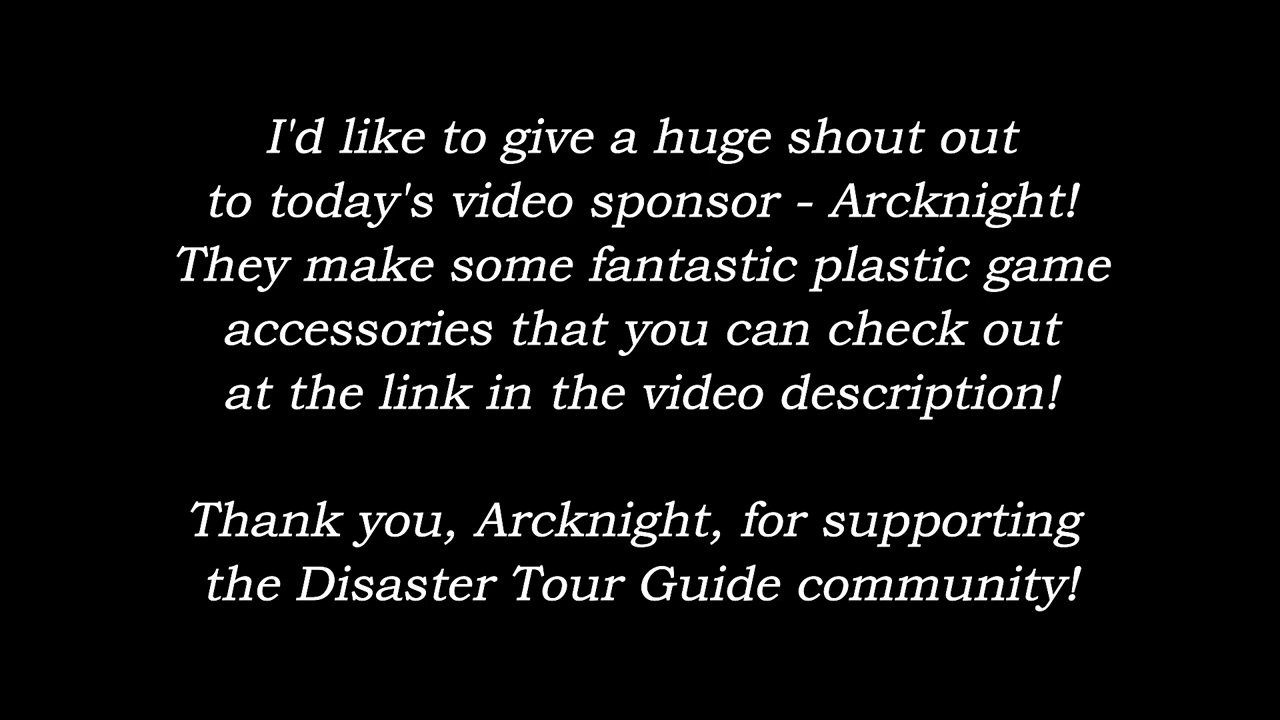 I'd like to give a huge shout out
to today's video sponsor - Arcknight!
They make some fantastic plastic game
accessories that you can check out
at the link in the video description!
Thank you, Arcknight, for supporting
the Disaster Tour Guide community!